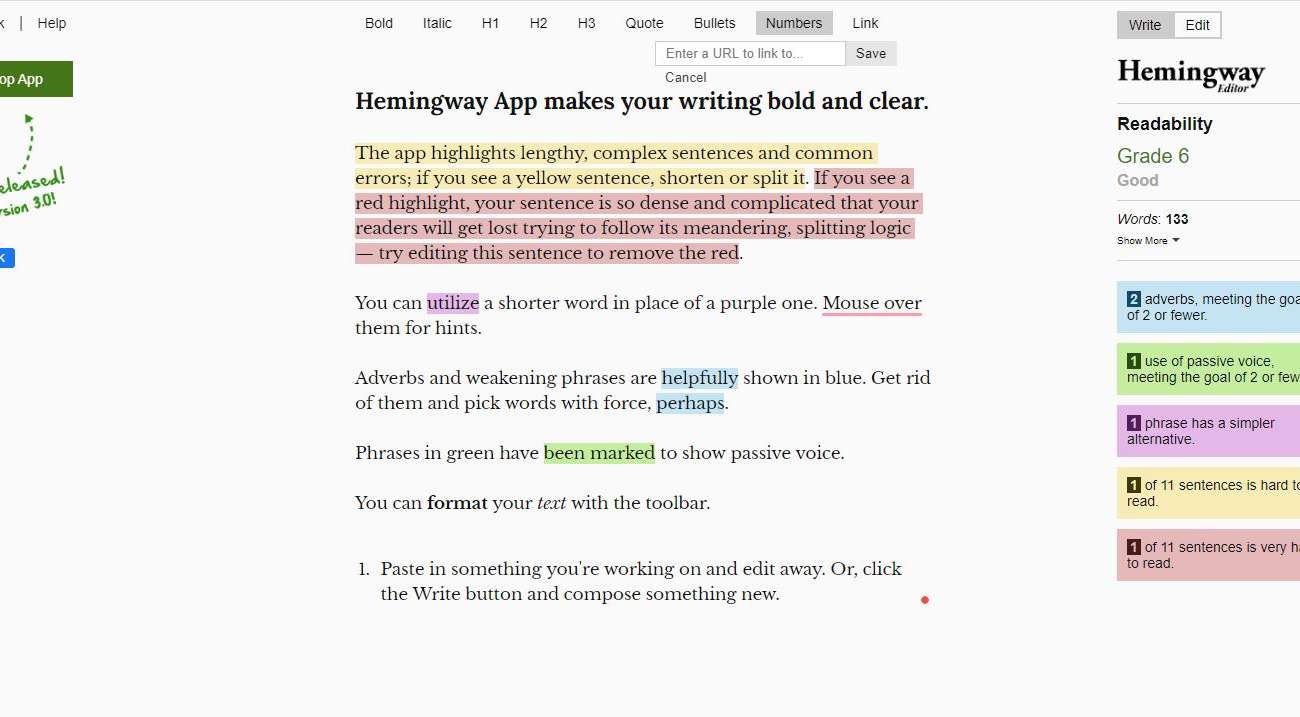 k | Help
Bold Italic H1 H2 H3 Quote Bullets Numbers Link
Enter a URL to link to... Save
Cancel
op App
eleased!
rsion 3.0!
K
Hemingway App makes your writing bold and clear.
The app highlights lengthy, complex sentences and common
errors; if you see a yellow sentence, shorten or split it. If you see a
red highlight, your sentence is so dense and complicated that your
readers will get lost trying to follow its meandering, splitting logic
— try editing this sentence to remove the red.
You can utilize a shorter word in place of a purple one. Mouse over
them for hints.
Adverbs and weakening phrases are helpfully shown in blue. Get rid
of them and pick words with force, perhaps.
Phrases in green have been marked to show passive voice.
You can format your text with the toolbar.
1. Paste in something you're working on and edit away. Or, click
the Write button and compose something new.
Write Edit
Hemingway
Editor
Readability
Grade 6
Good
Words: 133
Show More
2 adverbs, meeting the goa
of 2 or fewer.
1 use of passive voice,
meeting the goal of 2 or few
1 phrase has a simpler
alternative.
1 of 11 sentences is hard to
read.
1 of 11 sentences is very ha
to read.